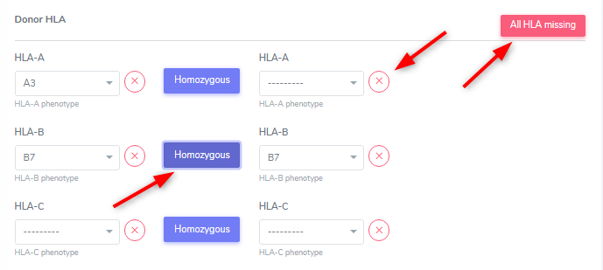 Donor HLA
All HLA missing
HLA-A
HLA-A
A3
Homozygous
---------
HLA-A phenotype
HLA-A phenotype
HLA-B
HLA-B
B7
Homozygous
B7
HLA-B phenotype
HLA-B phenotype
HLA-C
HLA-C
---------
Homozygous
---------
HLA-C phenotype
HLA-C phenotype